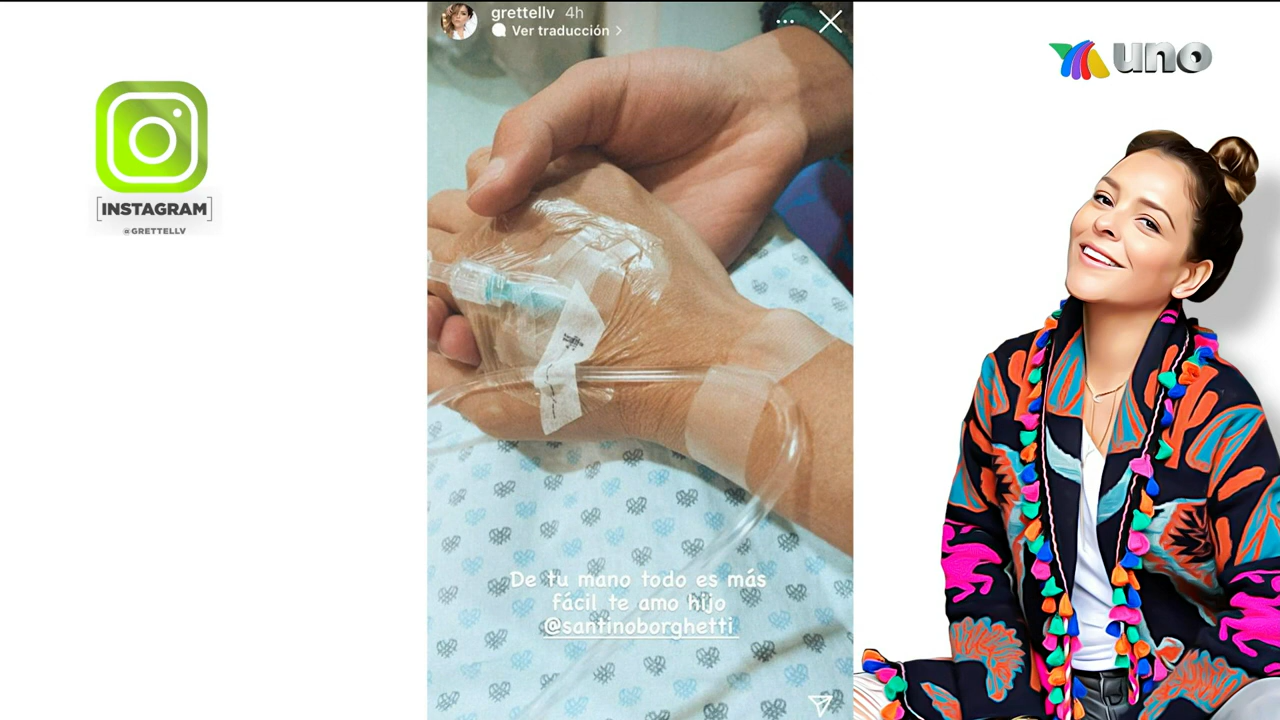 grettellv 4h
Ver traducción >
uno
[INSTAGRAM]
@GRETTELLV
De tu mano todo es más
fácil te amo hijo
@santinoborghetti